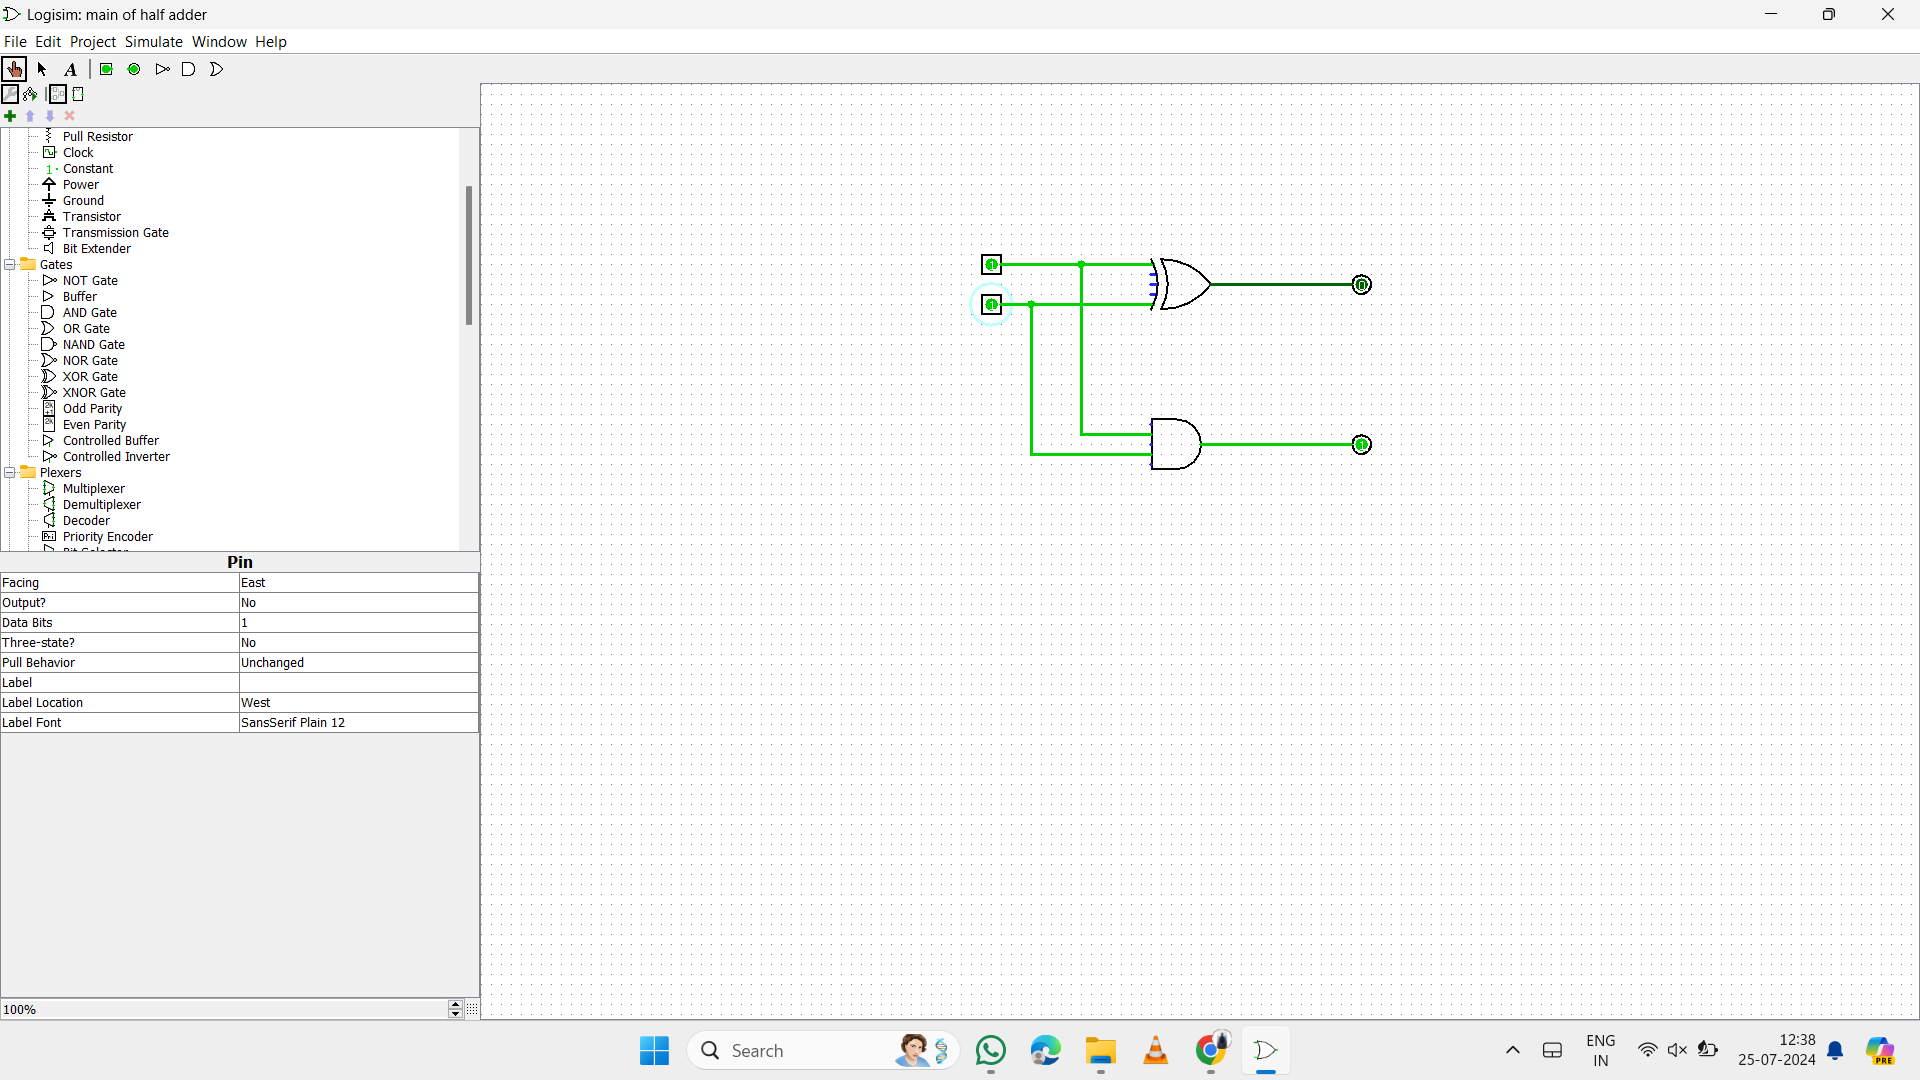 Logisim: main of half adder
File Edit Project Simulate Window Help
A
Pull Resistor
Clock
1 Constant
Power
Ground
Transistor
Transmission Gate
Bit Extender
Gates
NOT Gate
Buffer
AND Gate
OR Gate
NAND Gate
NOR Gate
XOR Gate
XNOR Gate
Odd Parity
Even Parity
Controlled Buffer
Controlled Inverter
Plexers
Multiplexer
Demultiplexer
Decoder
Pri Priority Encoder
Pin
Facing East
Output? No
Data Bits 1
Three-state? No
Pull Behavior Unchanged
Label
Label Location West
Label Font SansSerif Plain 12
100%
1
1
0
1
Search
ENG
IN
12:38
25-07-2024
PRE